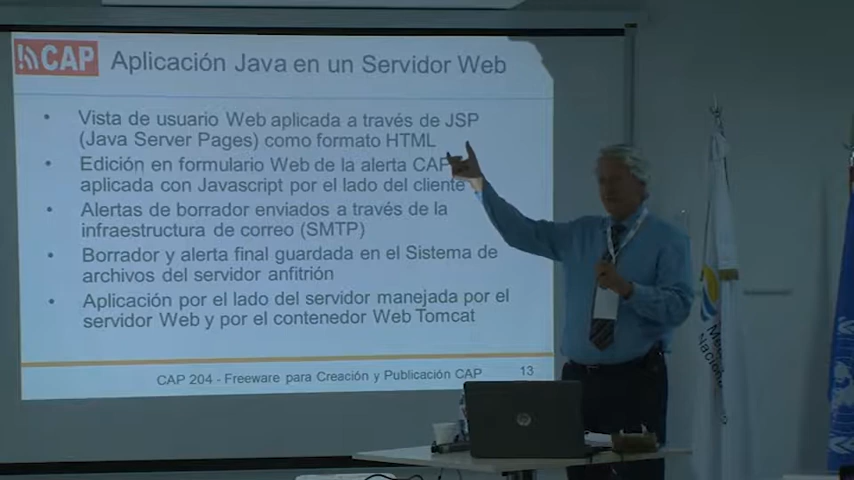 CAP
Aplicación Java en un Servidor Web
• Vista de usuario Web aplicada a través de JSP
(Java Server Pages) como formato HTML
• Edición en formulario Web de la alerta CAP
aplicada con Javascript por el lado del cliente
• Alertas de borrador enviados a través de la
infraestructura de correo (SMTP)
• Borrador y alerta final guardada en el Sistema de
archivos del Servidor anfitrión
• Aplicación por el lado del servidor manejada por el
servidor Web y por el contenedor Web Tomcat
CAP 204 - Freeware para Creación y Publicación CAP
13